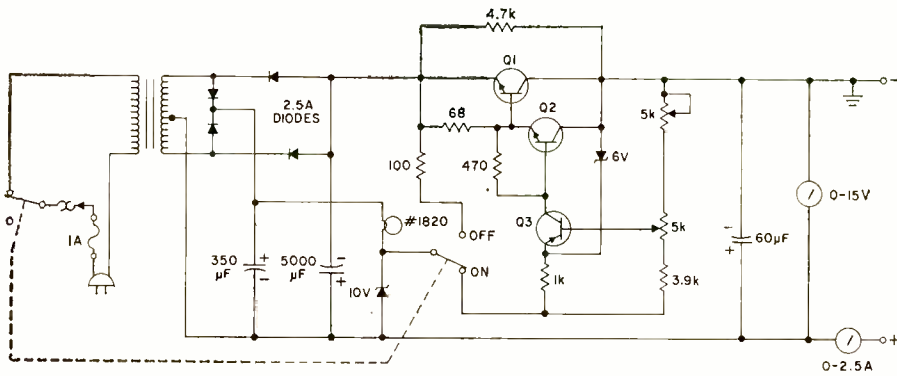 4.7k
Q1
Q2
2.5A
DIODES
68
5k
100
470
6V
0-15V
#1820
Q3
OFF
5k
1A
350
μF
5000
μF
60μF
ON
10V
1k
3.9k
0-2.5A